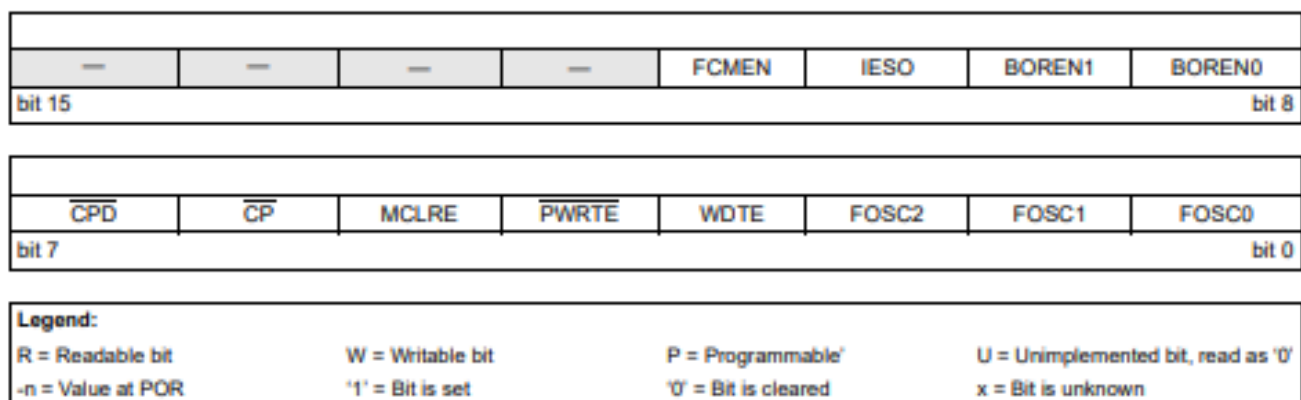 — — — — FCMEN IESO BOREN1 BOREN0
bit 15 bit 8
CPD CP MCLRE PWRTE WDTE FOSC2 FOSC1 FOSC0
bit 7 bit 0
Legend:
R = Readable bit W = Writable bit P = Programmable' U = Unimplemented bit, read as '0'
-n = Value at POR '1' = Bit is set '0' = Bit is cleared x = Bit is unknown